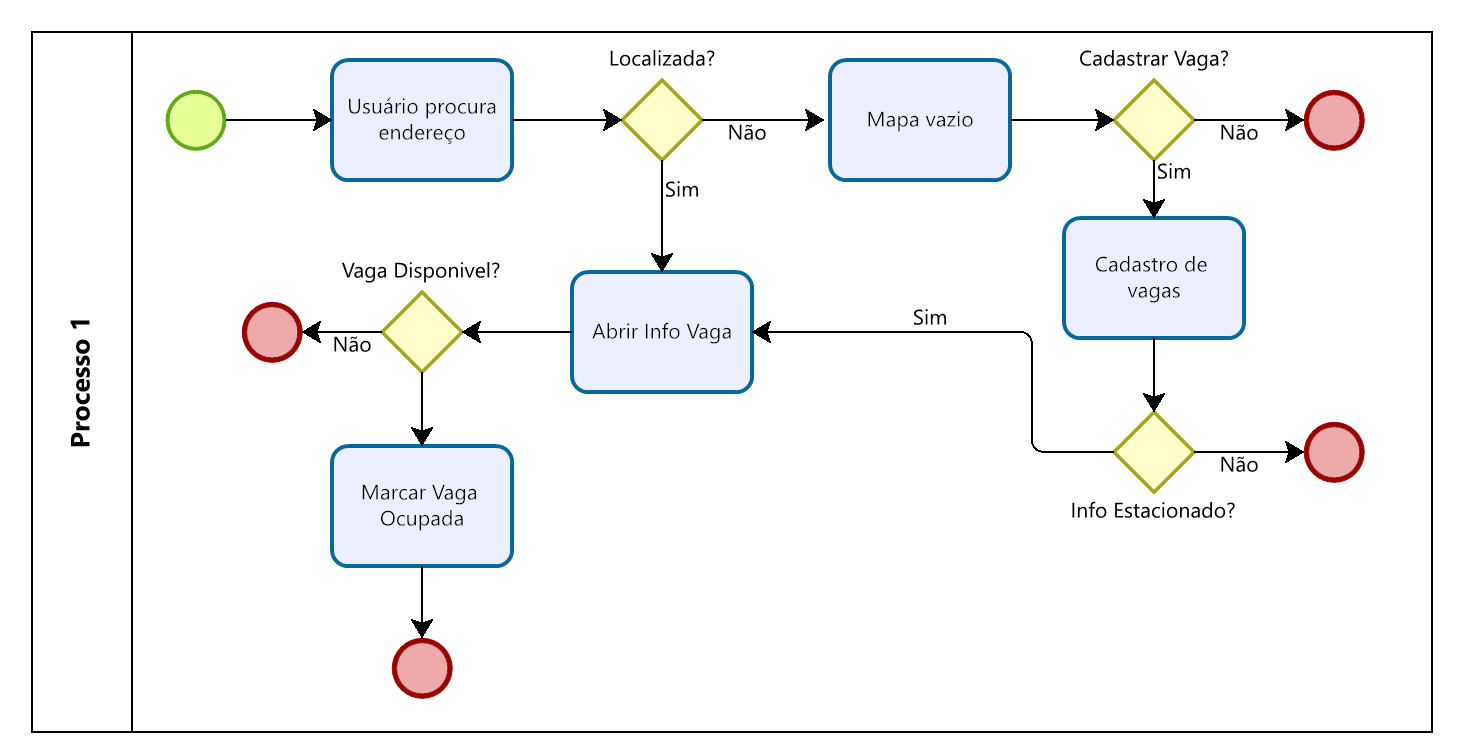 Processo 1
Usuário procura
endereço
Localizada?
Não
Sim
Mapa vazio
Cadastrar Vaga?
Não
Sim
Cadastro de
vagas
Info Estacionado?
Não
Sim
Abrir Info Vaga
Vaga Disponivel?
Não
Marcar Vaga
Ocupada